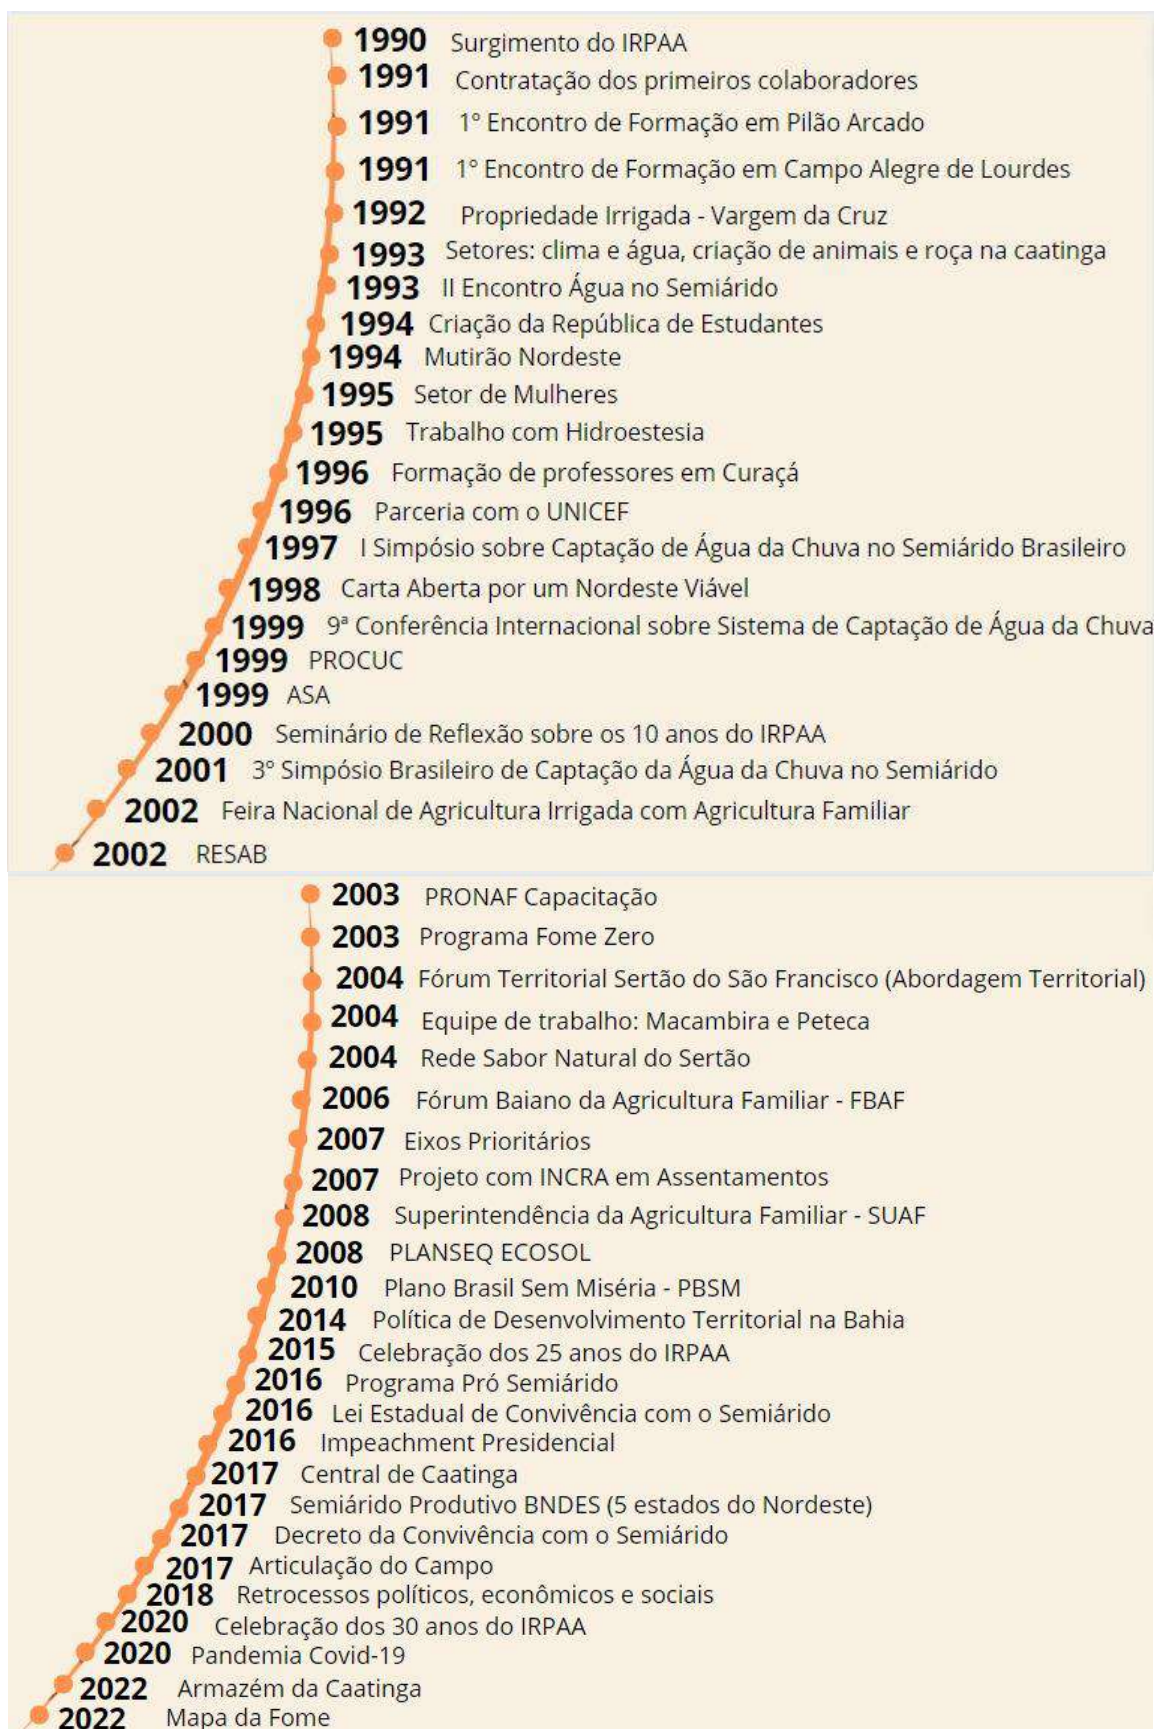 1990 Surgimento do IRPAA
1991 Contratação dos primeiros colaboradores
1991 1º Encontro de Formação em Pilão Arcado
1991 1º Encontro de Formação em Campo Alegre de Lourdes
1992 Propriedade Irrigada - Vargem da Cruz
1993 Setores: clima e água, criação de animais e roça na caatinga
1993 II Encontro Água no Semiárido
1994 Criação da República de Estudantes
1994 Mutirão Nordeste
1995 Setor de Mulheres
1995 Trabalho com Hidroestesia
1996 Formação de professores em Curaçá
1996 Parceria com o UNICEF
1997 I Simpósio sobre Captação de Água da Chuva no Semiárido Brasileiro
1998 Carta Aberta por um Nordeste Viável
1999 9ª Conferência Internacional sobre Sistema de Captação de Água da Chuva
1999 PROCUC
1999 ASA
2000 Seminário de Reflexão sobre os 10 anos do IRPAA
2001 3º Simpósio Brasileiro de Captação da Água da Chuva no Semiárido
2002 Feira Nacional de Agricultura Irrigada com Agricultura Familiar
2002 RESAB
2003 PRONAF Capacitação
2003 Programa Fome Zero
2004 Fórum Territorial Sertão do São Francisco (Abordagem Territorial)
2004 Equipe de trabalho: Macambira e Peteca
2004 Rede Sabor Natural do Sertão
2006 Fórum Baiano da Agricultura Familiar - FBAF
2007 Eixos Prioritários
2007 Projeto com INCRA em Assentamentos
2008 Superintendência da Agricultura Familiar - SUAF
2008 PLANSEQ ECOSOL
2010 Plano Brasil Sem Miséria - PBSM
2014 Política de Desenvolvimento Territorial na Bahia
2015 Celebração dos 25 anos do IRPAA
2016 Programa Pró Semiárido
2016 Lei Estadual de Convivência com o Semiárido
2016 Impeachment Presidencial
2017 Central de Caatinga
2017 Semiárido Produtivo BNDES (5 estados do Nordeste)
2017 Decreto da Convivência com o Semiárido
2017 Articulação do Campo
2018 Retrocessos políticos, econômicos e sociais
2020 Celebração dos 30 anos do IRPAA
2020 Pandemia Covid-19
2022 Armazém da Caatinga
2022 Mapa da Fome